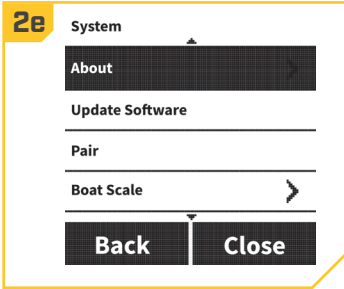 2e
System
About
Update Software
Pair
Boat Scale
Back Close